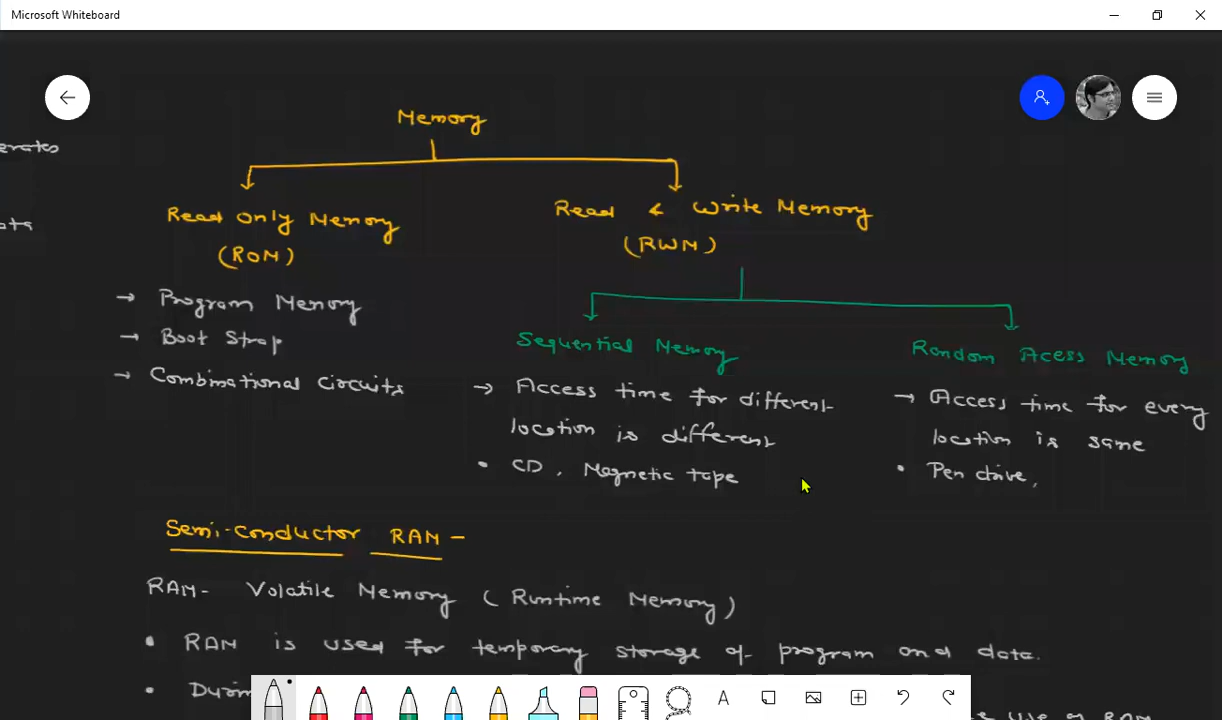 Microsoft Whiteboard
Memory
erates
Read Only Memory
(ROM)
Read & Write Memory
(RWM)
ata
→ Program Memory
→ Boot Strap
→ Combinational Circuits
Sequential Memory
→ Access time for different
location is different
• CD, Magnetic tape
Random Acess Memory
→ Access time for every
location is same
• Pen drive,
Semi-Conductor RAM -
RAM- Volatile Memory (Runtime Memory)
• RAM is used for temporary storage of program and data.